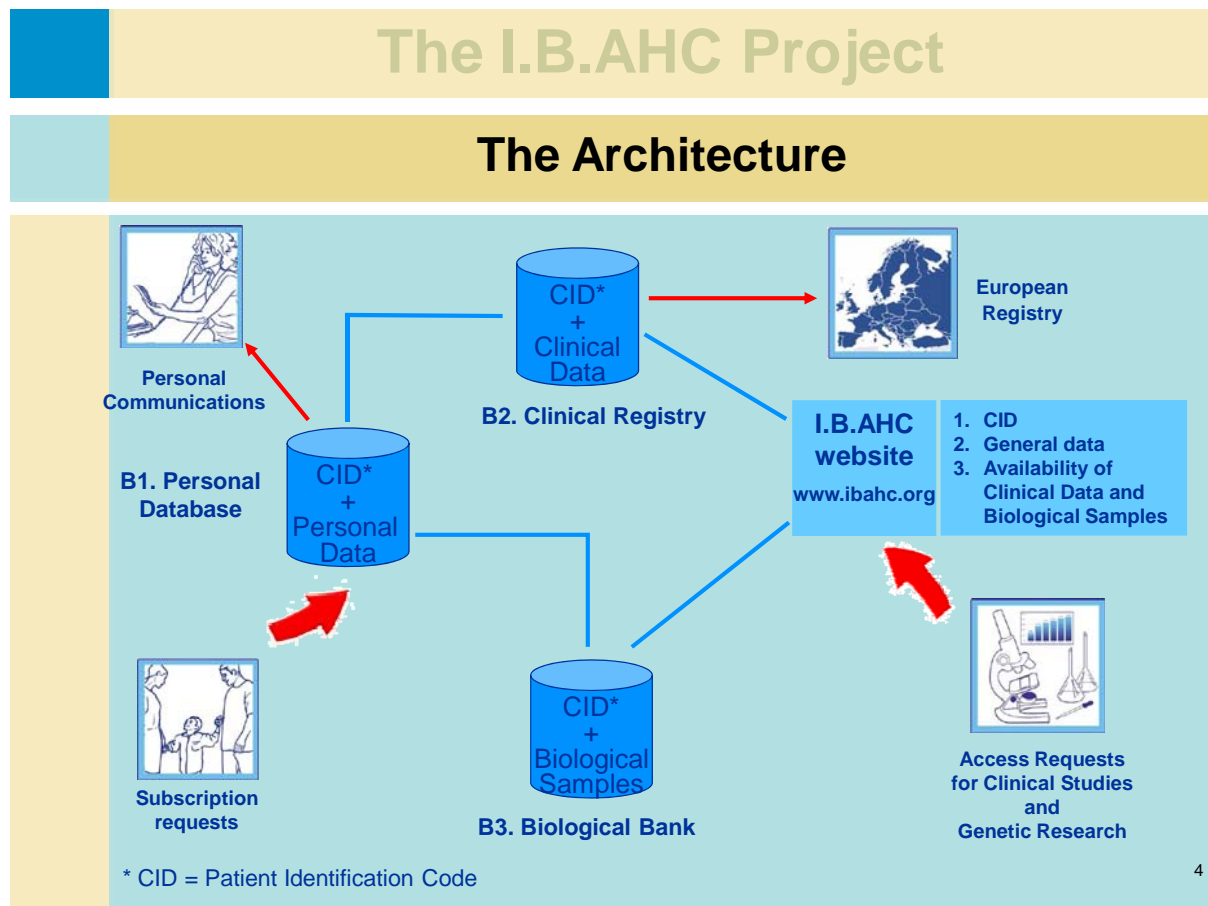 The I.B.AHC Project
The Architecture
Personal
Communications
CID*
+
Clinical
Data
B2. Clinical Registry
European
Registry
B1. Personal
Database
CID*
+
Personal
Data
I.B.AHC
website
www.ibahc.org
1. CID
2. General data
3. Availability of
Clinical Data and
Biological Samples
Subscription
requests
CID*
+
Biological
Samples
B3. Biological Bank
Access Requests
for Clinical Studies
and
Genetic Research
* CID = Patient Identification Code
4